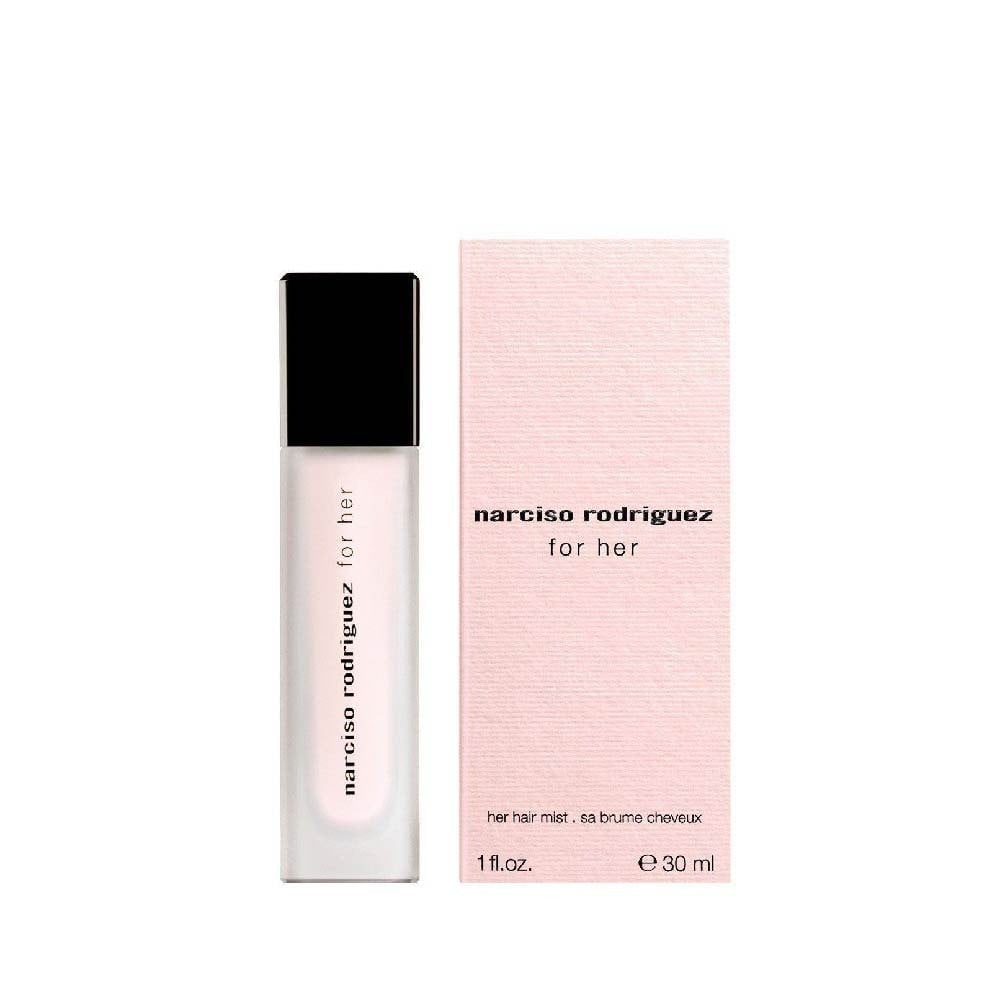 narciso rodriguez for her
narciso rodriguez
for her
her hair mist . sa brume cheveux
1 fl.oz. ℮ 30 ml